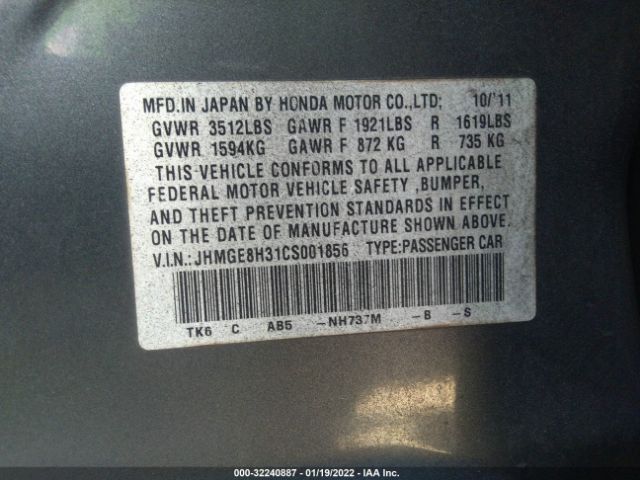 MFD.IN JAPAN BY HONDA MOTOR CO.,LTD; 10/'11
GVWR 3512LBS GAWR F 1921LBS R 1619LBS
GVWR 1594KG GAWR F 872 KG R 735 KG
THIS VEHICLE CONFORMS TO ALL APPLICABLE
FEDERAL MOTOR VEHICLE SAFETY ,BUMPER,
AND THEFT PREVENTION STANDARDS IN EFFECT
ON THE DATE OF MANUFACTURE SHOWN ABOVE.
V.I.N.: JHMGE8H31CS001856 TYPE:PASSENGER CAR
TK6 C AB5 -NH737M -B -S
000-32240887 - 01/19/2022 - IAA Inc.